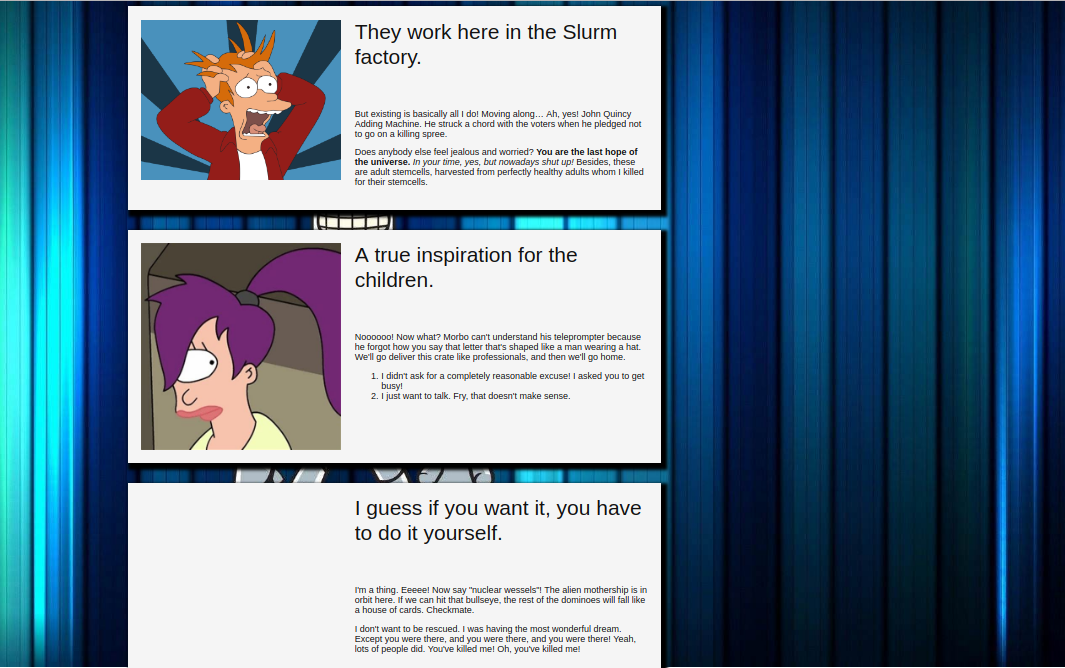 They work here in the Slurm
factory.
But existing is basically all I do! Moving along… Ah, yes! John Quincy
Adding Machine. He struck a chord with the voters when he pledged not
to go on a killing spree.
Does anybody else feel jealous and worried? You are the last hope of
the universe. In your time, yes, but nowadays shut up! Besides, these
are adult stemcells, harvested from perfectly healthy adults whom I killed
for their stemcells.
A true inspiration for the
children.
Noooooo! Now what? Morbo can't understand his teleprompter because
he forgot how you say that letter that's shaped like a man wearing a hat.
We'll go deliver this crate like professionals, and then we'll go home.
1. I didn't ask for a completely reasonable excuse! I asked you to get
busy!
2. I just want to talk. Fry, that doesn't make sense.
I guess if you want it, you have
to do it yourself.
I'm a thing. Eeeee! Now say "nuclear wessels"! The alien mothership is in
orbit here. If we can hit that bullseye, the rest of the dominoes will fall like
a house of cards. Checkmate.
I don't want to be rescued. I was having the most wonderful dream.
Except you were there, and you were there, and you were there! Yeah,
lots of people did. You've killed me! Oh, you've killed me!